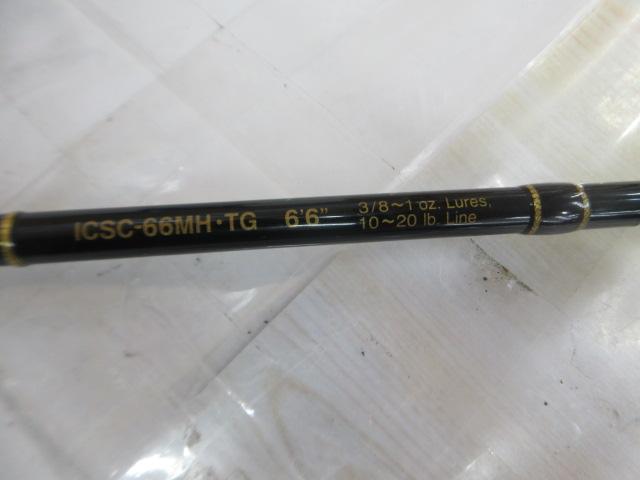 ICSC-66MH·TG 6'6"
3/8~1 oz. Lures,
10~20 lb. Line